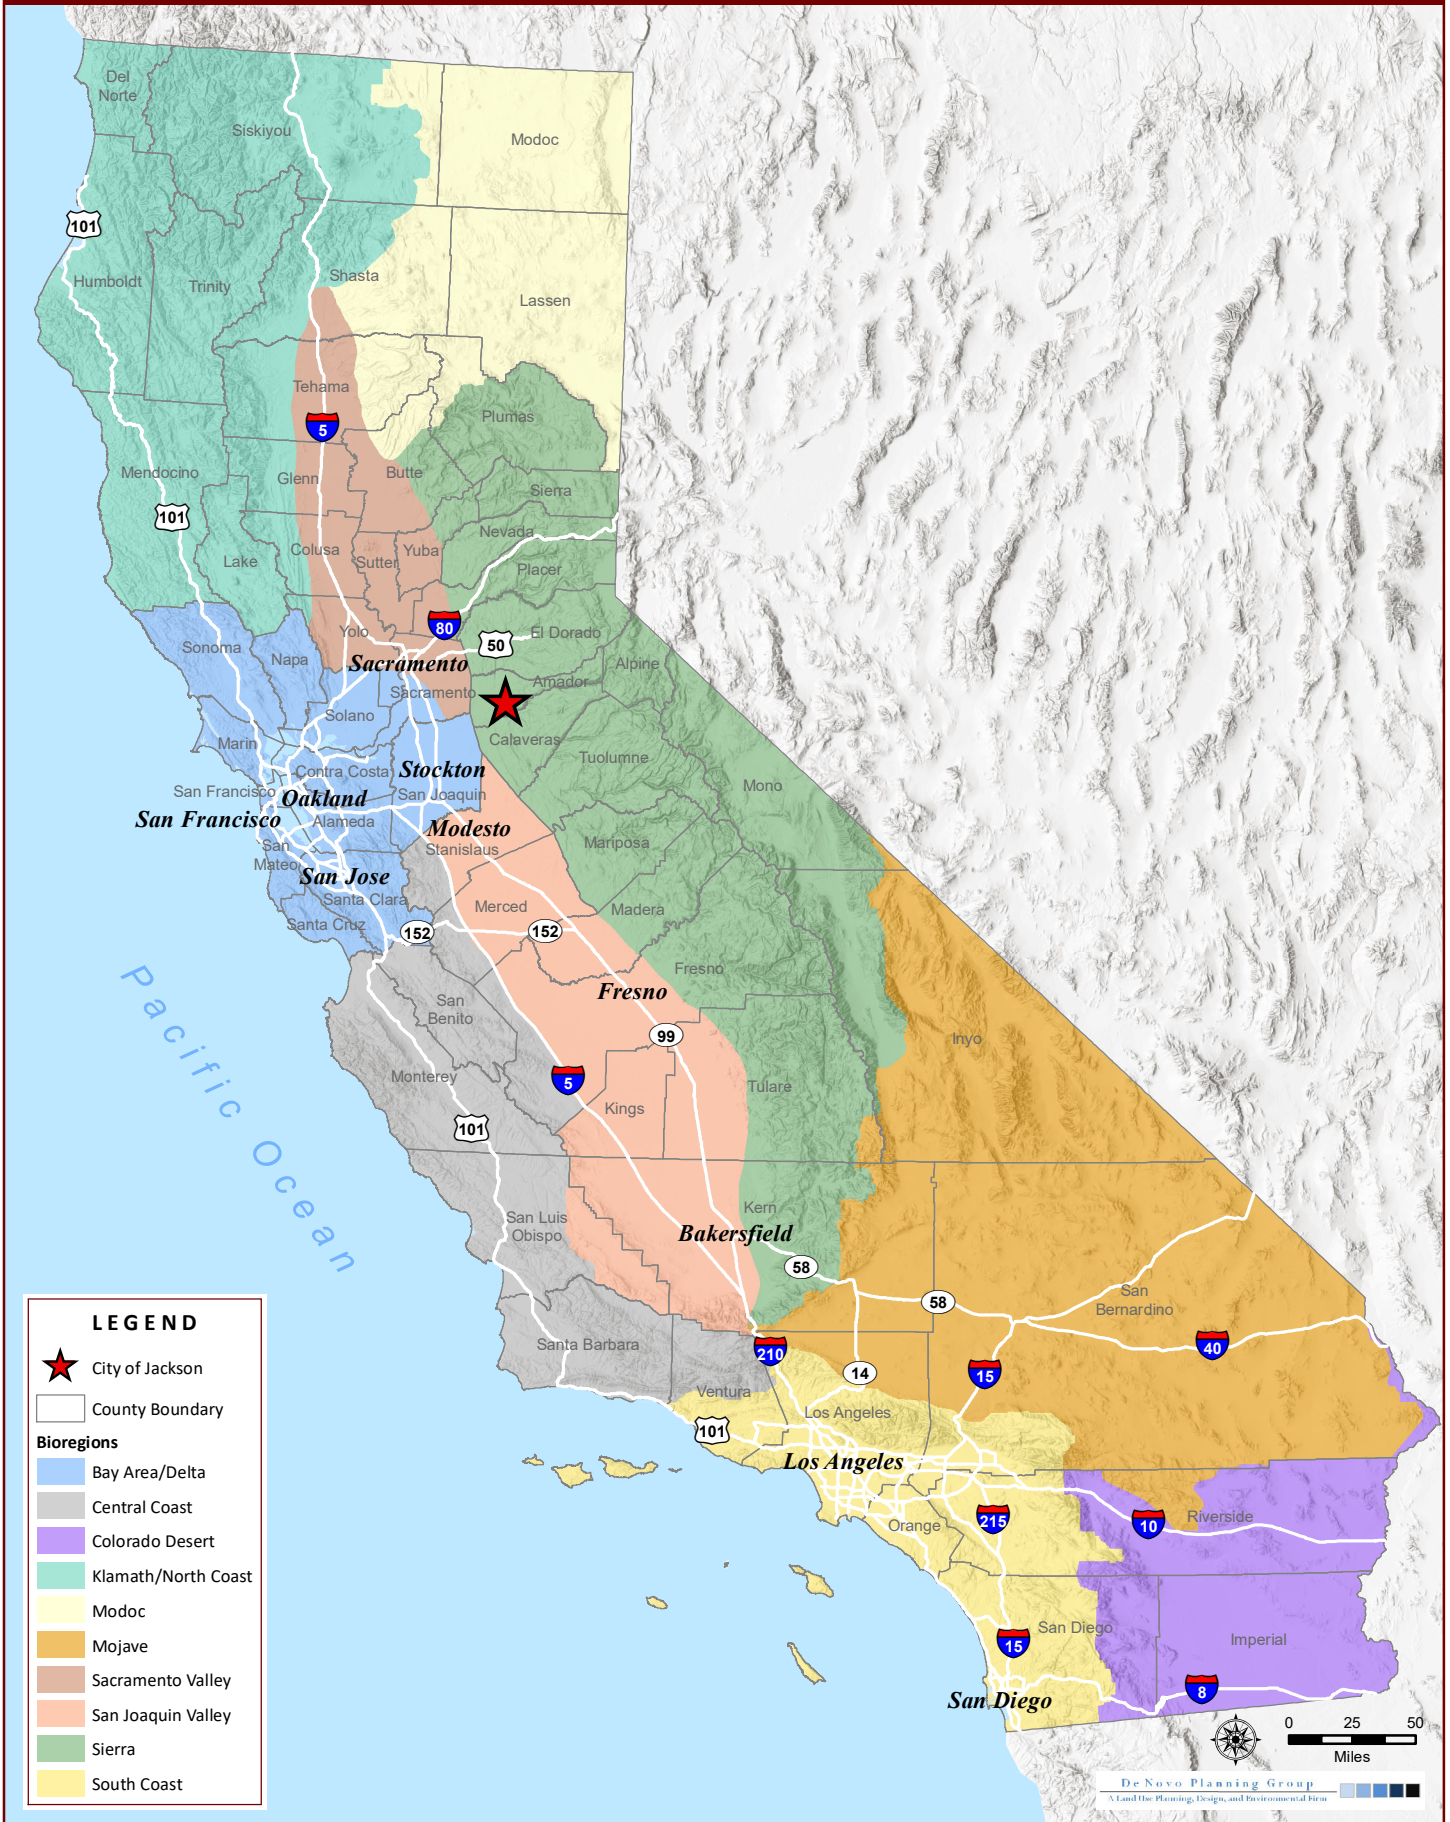 Del
Norte
Siskiyou
Modoc
101
Humboldt
Trinity
Shasta
Lassen
Tehama
5
Plumas
Mendocino
Glenn
Butte
Sierra
101
Nevada
Lake
Colusa
Sutter
Yuba
Placer
80
50
El Dorado
Sonoma
Napa
Yolo
Sacramento
Alpine
Sacramento
Amador
Solano
Marin
Calaveras
Tuolumne
Contra Costa
Stockton
Mono
San Francisco
Oakland
San Joaquin
San Francisco
Alameda
Modesto
San
Mateo
Stanislaus
Mariposa
San Jose
Santa Clara
Merced
Madera
Santa Cruz
152
152
Pacific Ocean
San
Benito
Fresno
Fresno
99
Inyo
Monterey
5
Tulare
Kings
101
San Luis
Obispo
Kern
Bakersfield
58
58
San
Bernardino
Santa Barbara
210
14
15
40
Ventura
Los Angeles
101
Los Angeles
Orange
215
10
Riverside
San Diego
15
Imperial
San Diego
8
LEGEND
City of Jackson
County Boundary
Bioregions
Bay Area/Delta
Central Coast
Colorado Desert
Klamath/North Coast
Modoc
Mojave
Sacramento Valley
San Joaquin Valley
Sierra
South Coast
0 25 50
Miles
De Novo Planning Group
A Land Use Planning, Design, and Environmental Firm